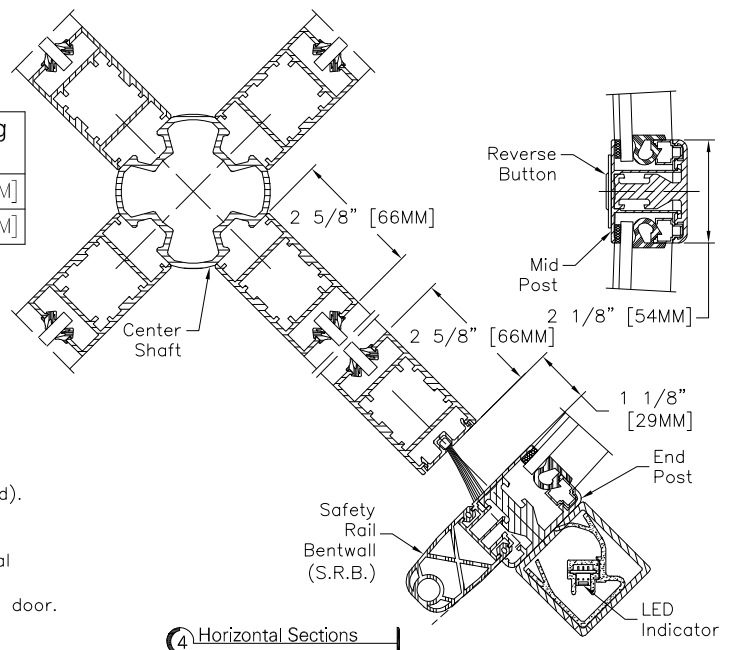 g
M]
M]
Reverse
Button
2 5/8" [66MM]
Mid
Post
2 1/8" [54MM]
Center
Shaft
2 5/8" [66MM]
1 1/8"
[29MM]
End
Post
d).
Safety
Rail
Bentwall
(S.R.B.)
al
door.
LED
Indicator
4 Horizontal Sections